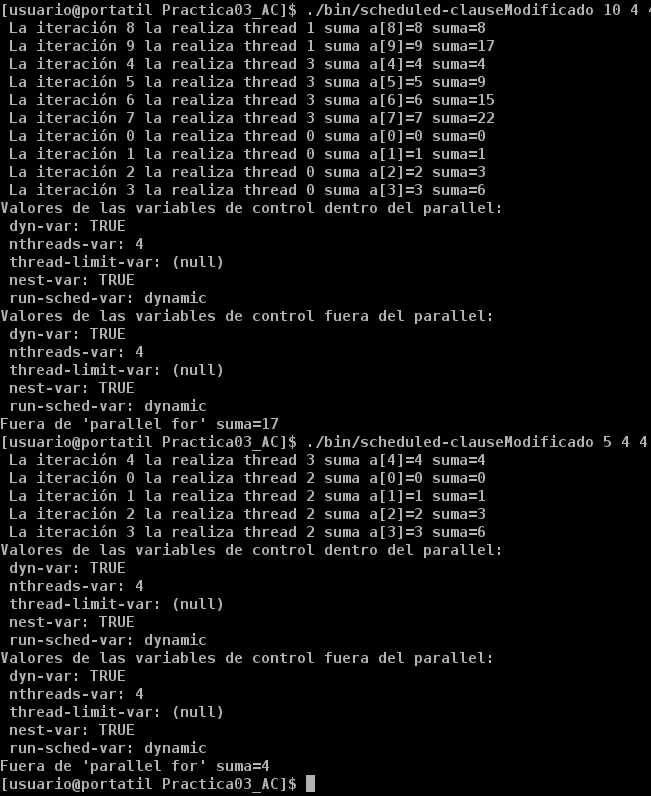 [usuario@portatil Practica03_AC]$ ./bin/scheduled-clauseModificado 10 4 4
La iteración 8 la realiza thread 1 suma a[8]=8 suma=8
La iteración 9 la realiza thread 1 suma a[9]=9 suma=17
La iteración 4 la realiza thread 3 suma a[4]=4 suma=4
La iteración 5 la realiza thread 3 suma a[5]=5 suma=9
La iteración 6 la realiza thread 3 suma a[6]=6 suma=15
La iteración 7 la realiza thread 3 suma a[7]=7 suma=22
La iteración 0 la realiza thread 0 suma a[0]=0 suma=0
La iteración 1 la realiza thread 0 suma a[1]=1 suma=1
La iteración 2 la realiza thread 0 suma a[2]=2 suma=3
La iteración 3 la realiza thread 0 suma a[3]=3 suma=6
Valores de las variables de control dentro del parallel:
dyn-var: TRUE
nthreads-var: 4
thread-limit-var: (null)
nest-var: TRUE
run-sched-var: dynamic
Valores de las variables de control fuera del parallel:
dyn-var: TRUE
nthreads-var: 4
thread-limit-var: (null)
nest-var: TRUE
run-sched-var: dynamic
Fuera de 'parallel for' suma=17
[usuario@portatil Practica03_AC]$ ./bin/scheduled-clauseModificado 5 4 4
La iteración 4 la realiza thread 3 suma a[4]=4 suma=4
La iteración 0 la realiza thread 2 suma a[0]=0 suma=0
La iteración 1 la realiza thread 2 suma a[1]=1 suma=1
La iteración 2 la realiza thread 2 suma a[2]=2 suma=3
La iteración 3 la realiza thread 2 suma a[3]=3 suma=6
Valores de las variables de control dentro del parallel:
dyn-var: TRUE
nthreads-var: 4
thread-limit-var: (null)
nest-var: TRUE
run-sched-var: dynamic
Valores de las variables de control fuera del parallel:
dyn-var: TRUE
nthreads-var: 4
thread-limit-var: (null)
nest-var: TRUE
run-sched-var: dynamic
Fuera de 'parallel for' suma=4
[usuario@portatil Practica03_AC]$